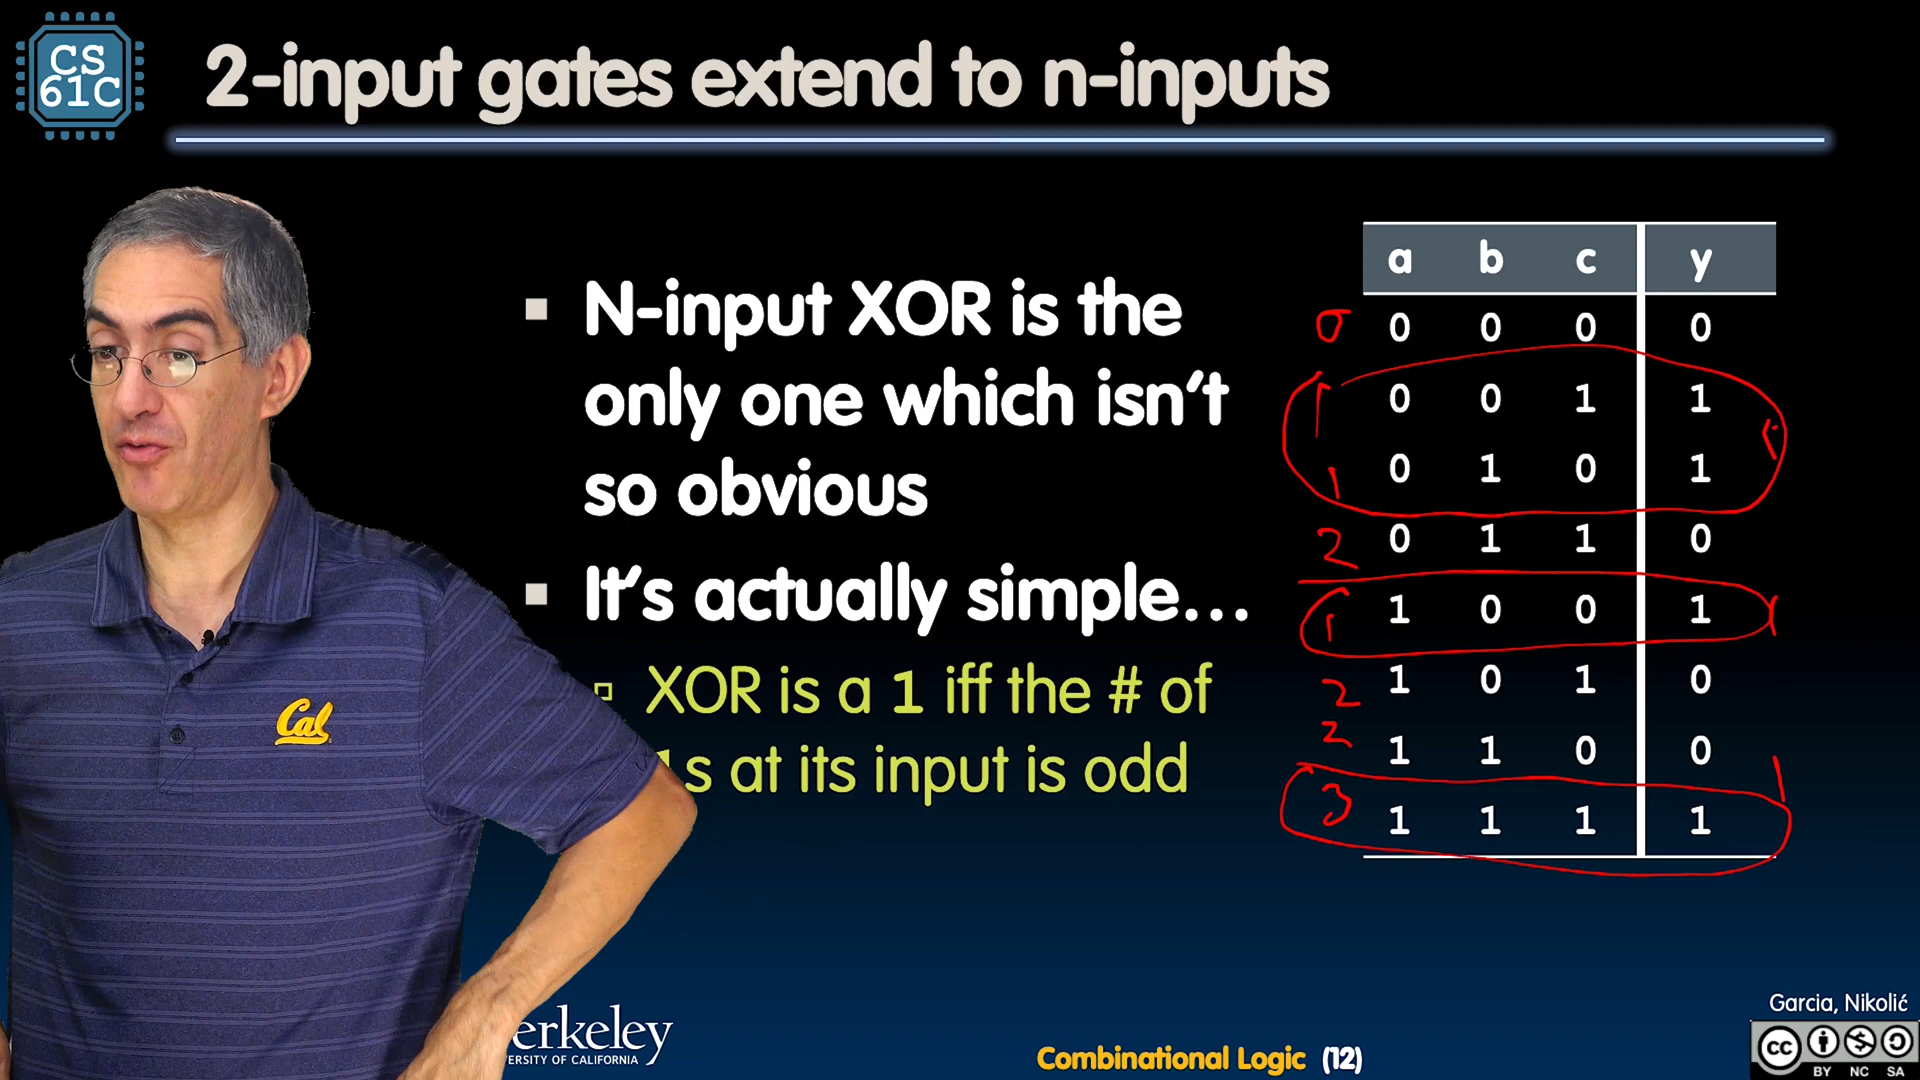 CS
61C
2-input gates extend to n-inputs
N-input XOR is the
only one which isn't
so obvious
It's actually simple...
XOR is a 1 iff the # of
1s at its input is odd
a b c y
0 0 0 0 0
1 0 0 1 1
1 0 1 0 1
2 0 1 1 0
1 1 0 0 1
2 1 0 1 0
2 1 1 0 0
3 1 1 1 1
Cal
erkeley
VERSITY OF CALIFORNIA
Combinational Logic (12)
Garcia, Nikolić
cc
BY NC SA